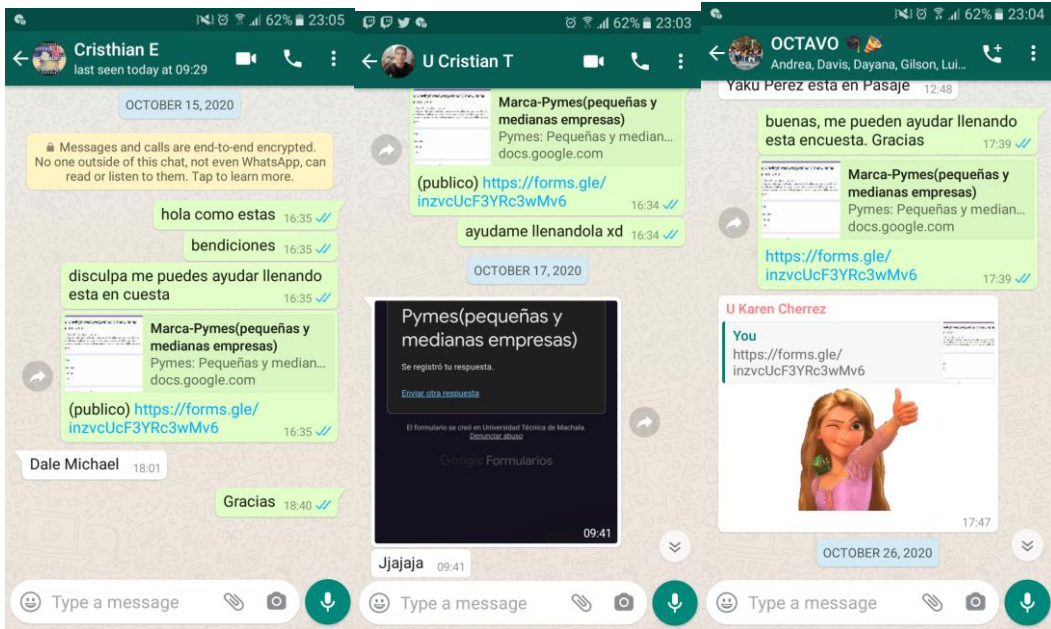 62% 23:05
Cristhian E
last seen today at 09:29
OCTOBER 15, 2020
Messages and calls are end-to-end encrypted.
No one outside of this chat, not even WhatsApp, can
read or listen to them. Tap to learn more.
hola como estas 16:35
bendiciones 16:35
disculpa me puedes ayudar llenando
esta en cuesta 16:35
Marca-Pymes(pequeñas y
medianas empresas)
Pymes: Pequeñas y median...
docs.google.com
(publico) https://forms.gle/
inzvcUcF3YRc3wMv6 16:35
Dale Michael 18:01
Gracias 18:40
Type a message
62% 23:03
U Cristian T
Marca-Pymes(pequeñas y
medianas empresas)
Pymes: Pequeñas y median...
docs.google.com
(publico) https://forms.gle/
inzvcUcF3YRc3wMv6 16:34
ayudame llenandola xd 16:34
OCTOBER 17, 2020
Pymes(pequeñas y
medianas empresas)
Se registró tu respuesta.
Enviar otra respuesta
El formulario se creó en Universidad Técnica de Machala.
Denunciar abuso
Google Formularios
09:41
Jjajaja 09:41
Type a message
62% 23:04
OCTAVO
Andrea, Davis, Dayana, Gilson, Lui...
Yaku Perez esta en Pasaje 12:48
buenas, me pueden ayudar llenando
esta encuesta. Gracias 17:39
Marca-Pymes(pequeñas y
medianas empresas)
Pymes: Pequeñas y median...
docs.google.com
https://forms.gle/
inzvcUcF3YRc3wMv6 17:39
U Karen Cherrez
You
https://forms.gle/
inzvcUcF3YRc3wMv6
17:47
OCTOBER 26, 2020
Type a message